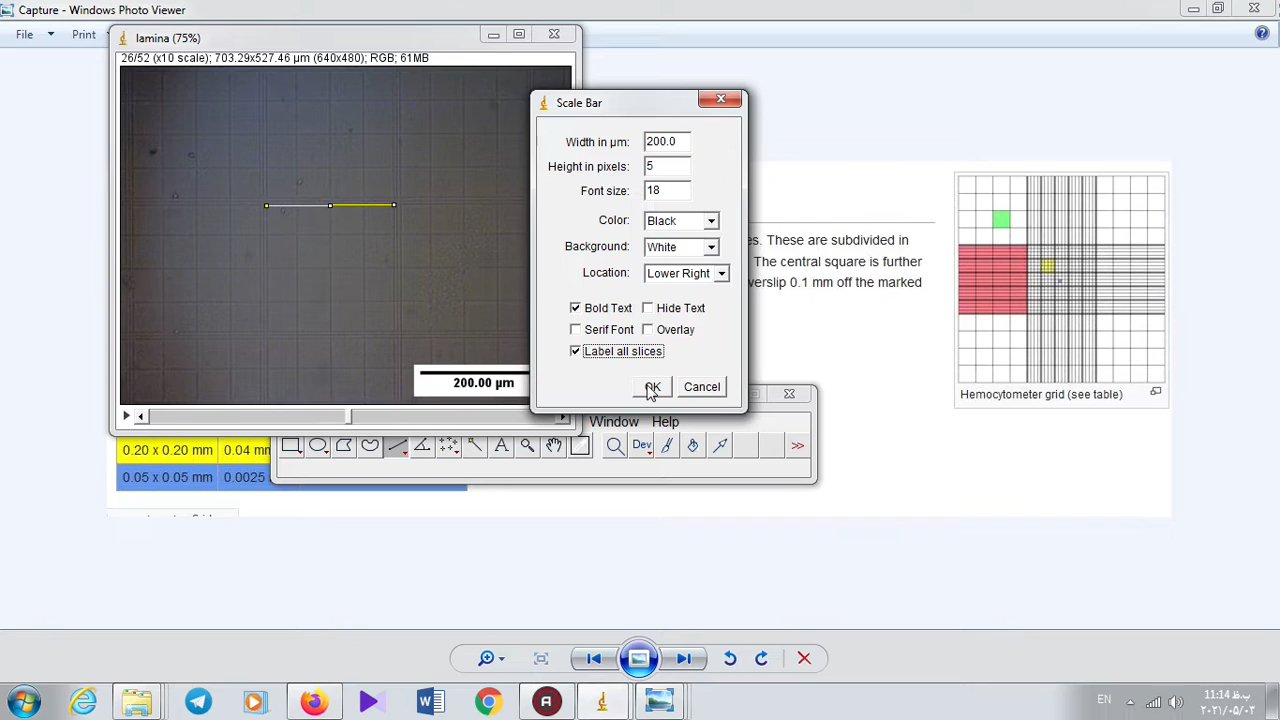 Capture - Windows Photo Viewer
File
Print
lamina (75%)
26/52 (x10 scale); 703.29x527.46 µm (640x480); RGB; 61MB
200.00 µm
Scale Bar
Width in µm: 200.0
Height in pixels: 5
Font size: 18
Color: Black
Background: White
Location: Lower Right
Bold Text Hide Text
Serif Font Overlay
Label all slices
OK Cancel
es. These are subdivided in
The central square is further
verslip 0.1 mm off the marked
Hemocytometer grid (see table)
Window Help
A Dev >>
0.20 x 0.20 mm 0.04 mm
0.05 x 0.05 mm 0.0025
EN
11:14 ب.ظ
۲۰۲۱/۰۵/۰۲